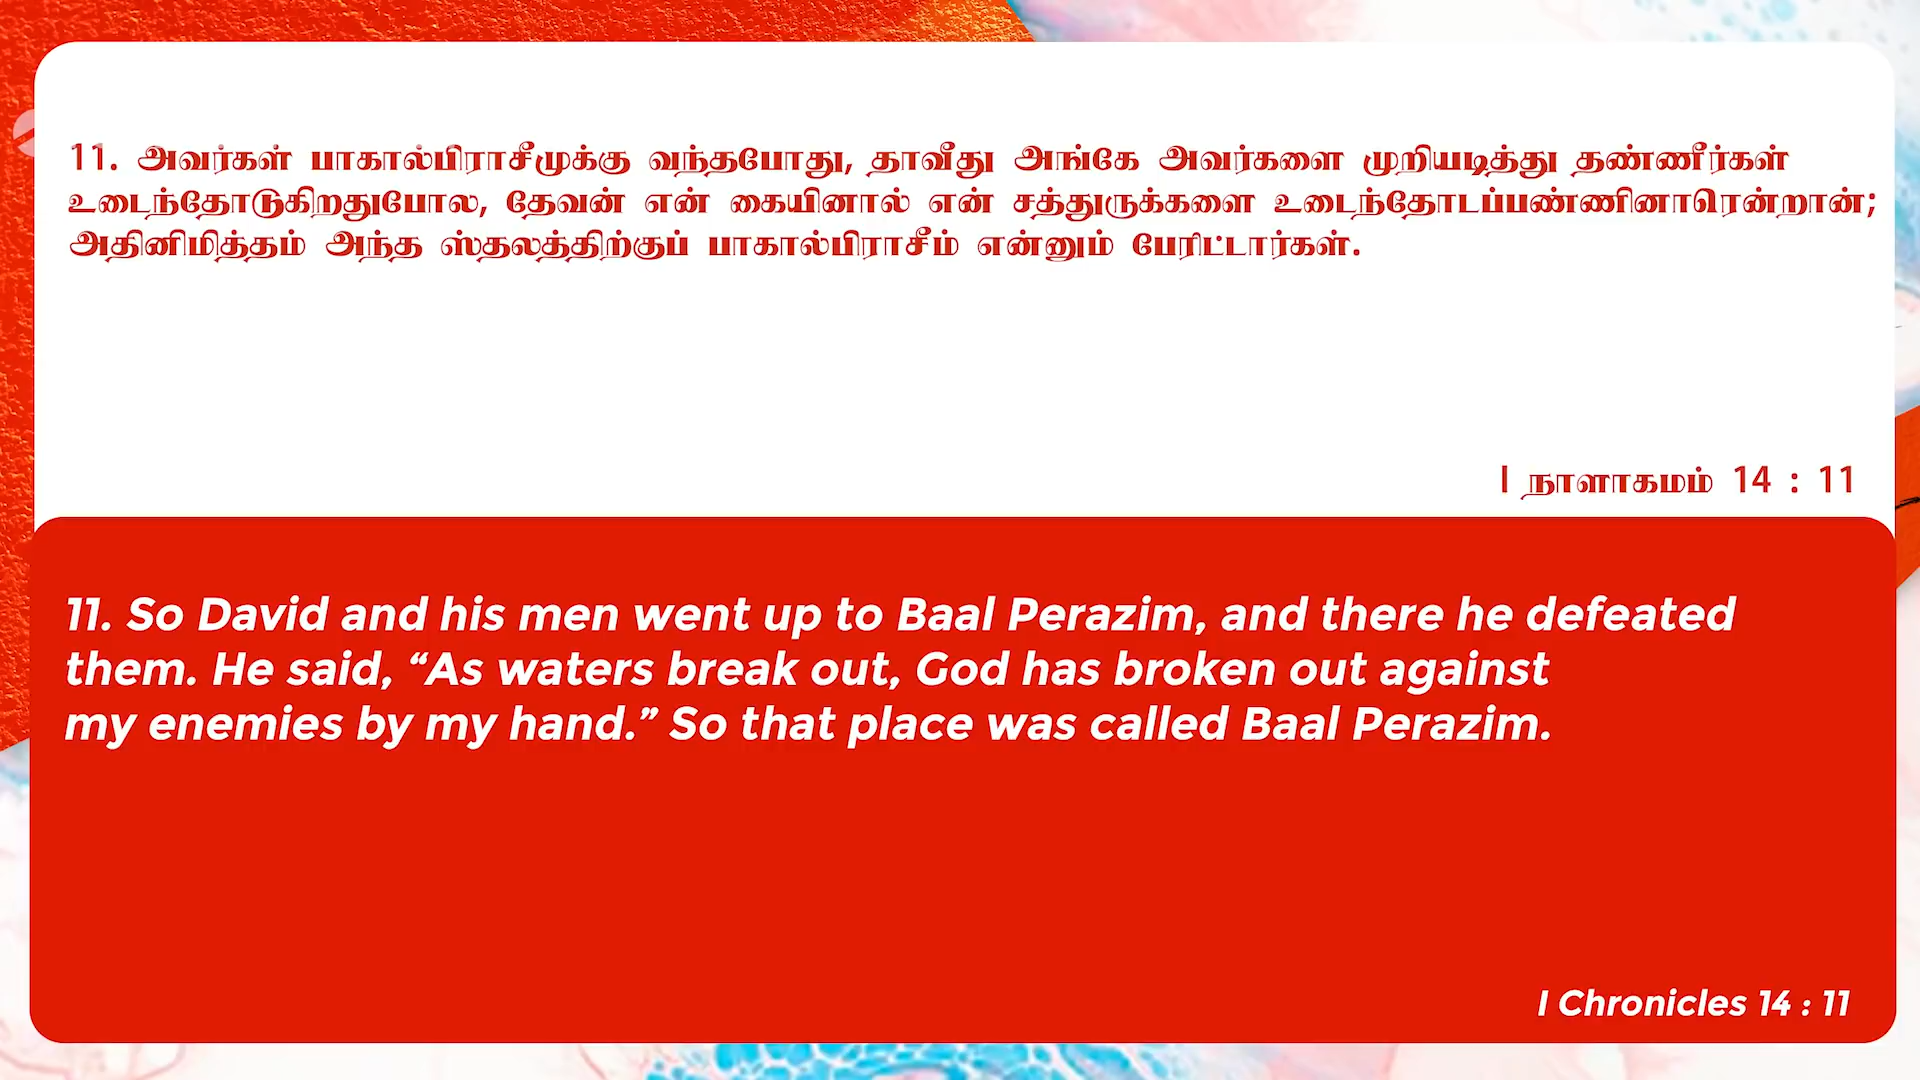 11. அவர்கள் பாகால்பிராசீமுக்கு வந்தபோது, தாவீது அங்கே அவர்களை முறியடித்து தண்ணீர்கள்
உடைந்தோடுகிறதுபோல, தேவன் என் கையினால் என் சத்துருக்களை உடைந்தோடப்பண்ணினாரென்றான்;
அதினிமித்தம் அந்த ஸ்தலத்திற்குப் பாகால்பிராசீம் என்னும் பேரிட்டார்கள்.
I நாளாகமம் 14 : 11
11. So David and his men went up to Baal Perazim, and there he defeated
them. He said, “As waters break out, God has broken out against
my enemies by my hand.” So that place was called Baal Perazim.
I Chronicles 14 : 11